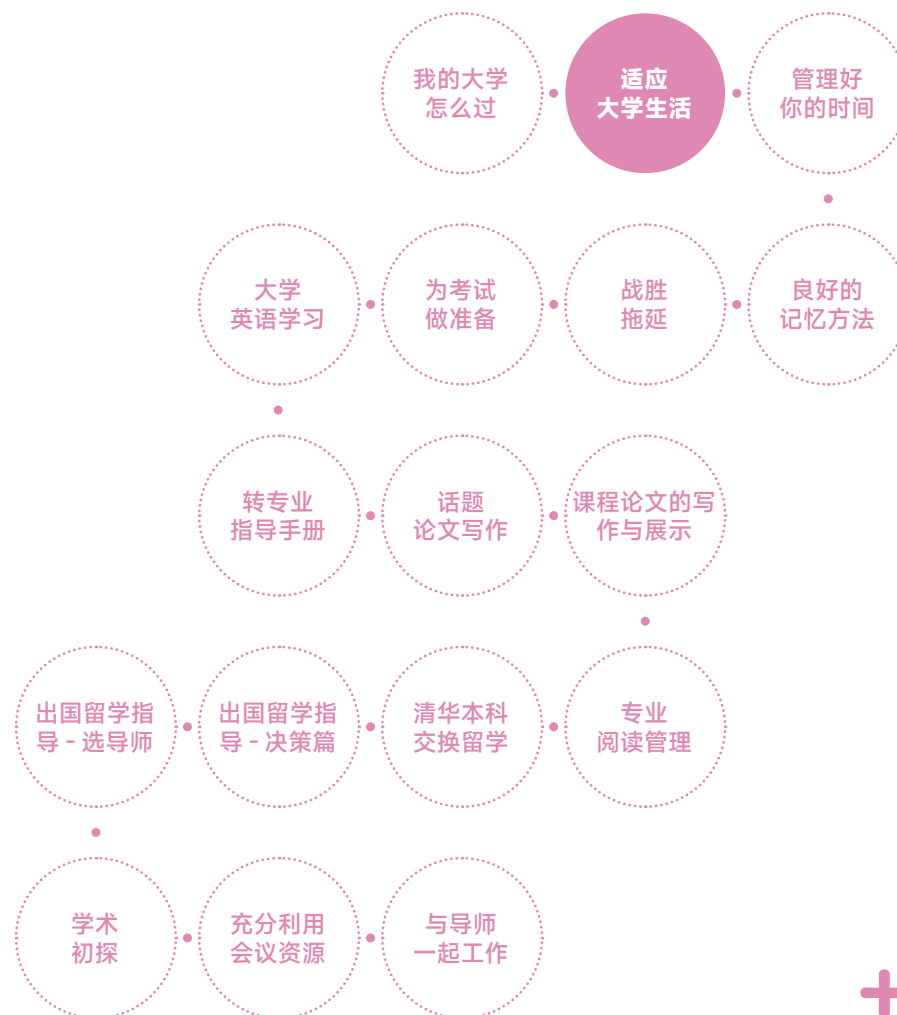 我的大学
怎么过
适应
大学生活
管理好
你的时间
大学
英语学习
为考试
做准备
战胜
拖延
良好的
记忆方法
转专业
指导手册
话题
论文写作
课程论文的写
作与展示
出国留学指
导 - 选导师
出国留学指
导 - 决策篇
清华本科
交换留学
专业
阅读管理
学术
初探
充分利用
会议资源
与导师
一起工作